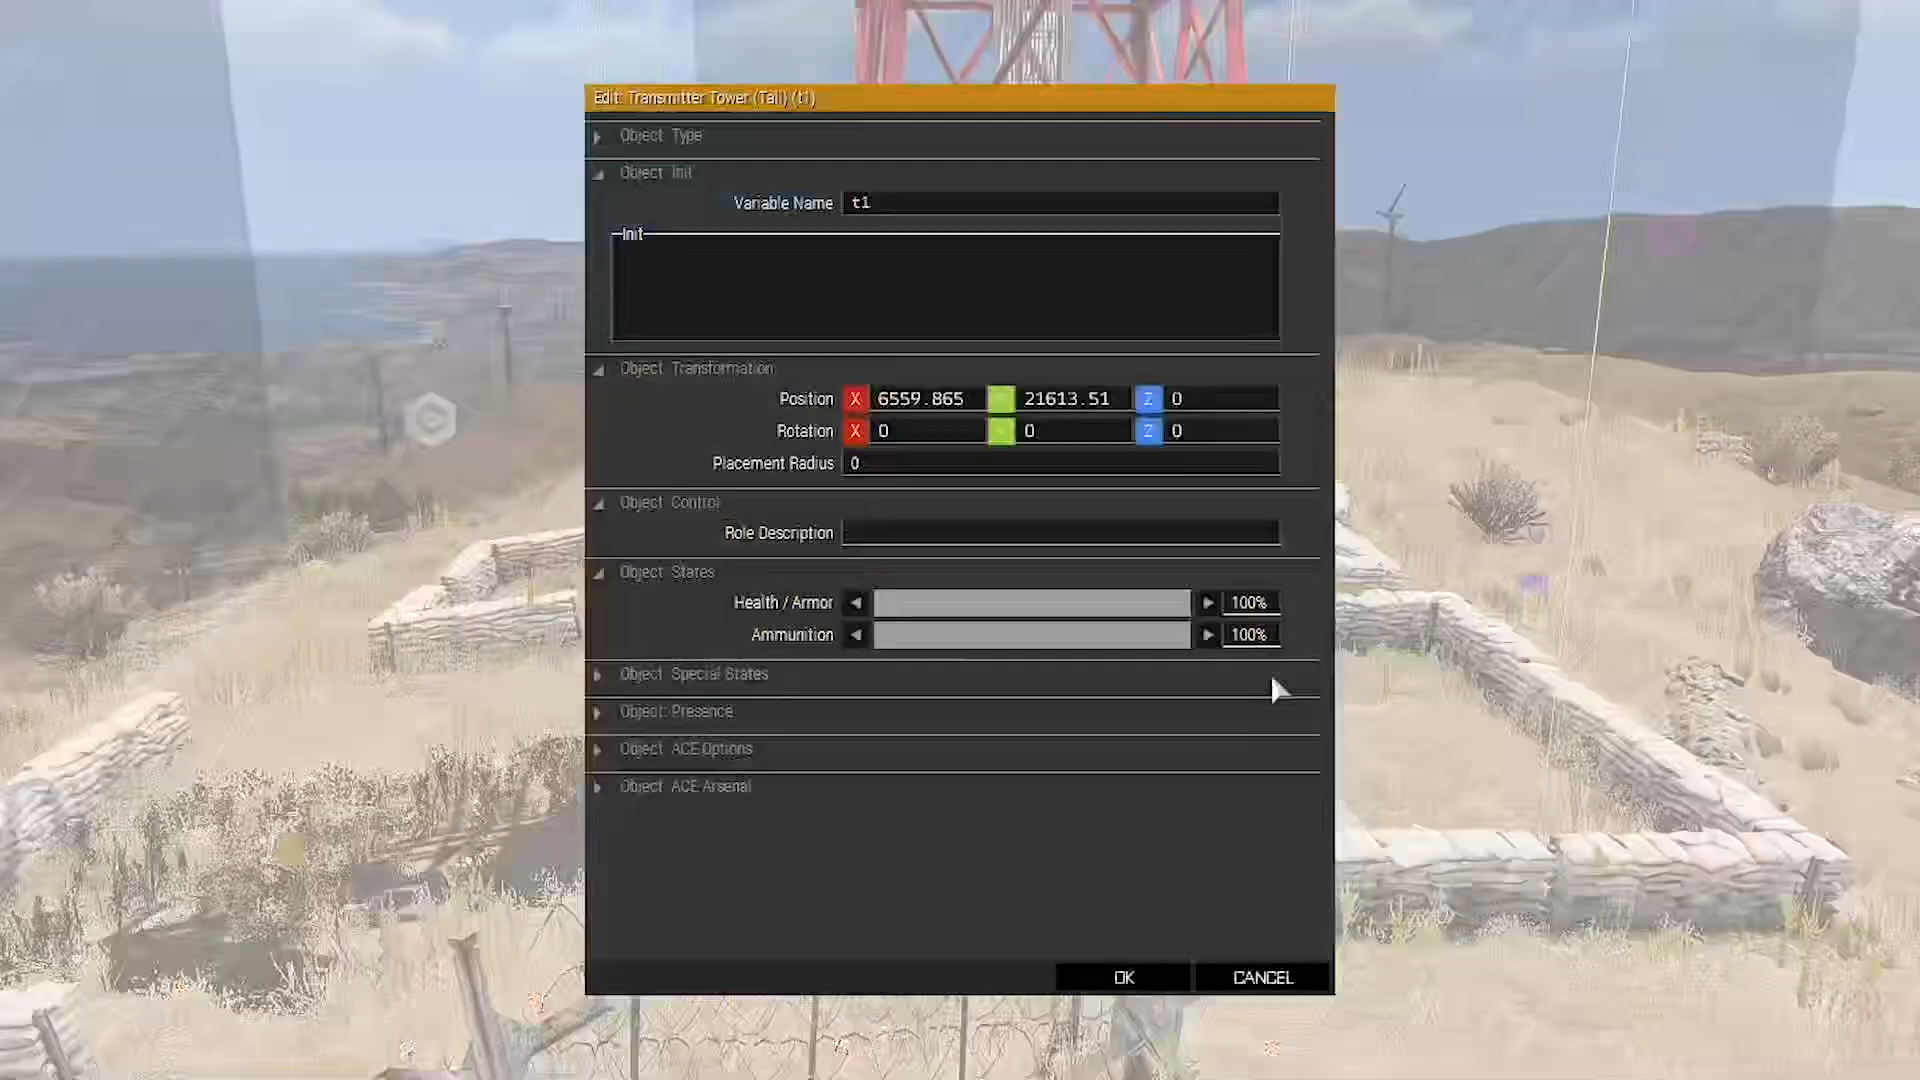 Edit: Transmitter Tower (Tall) (t1)
Object Type
Object Init
Variable Name t1
Init
Object Transformation
Position X 6559.865 21613.51 Z 0
Rotation X 0 0 Z 0
Placement Radius 0
Object Control
Role Description
Object States
Health / Armor 100%
Ammunition 100%
Object Special States
Object Presence
Object ACE Options
Object ACE Arsenal
OK CANCEL